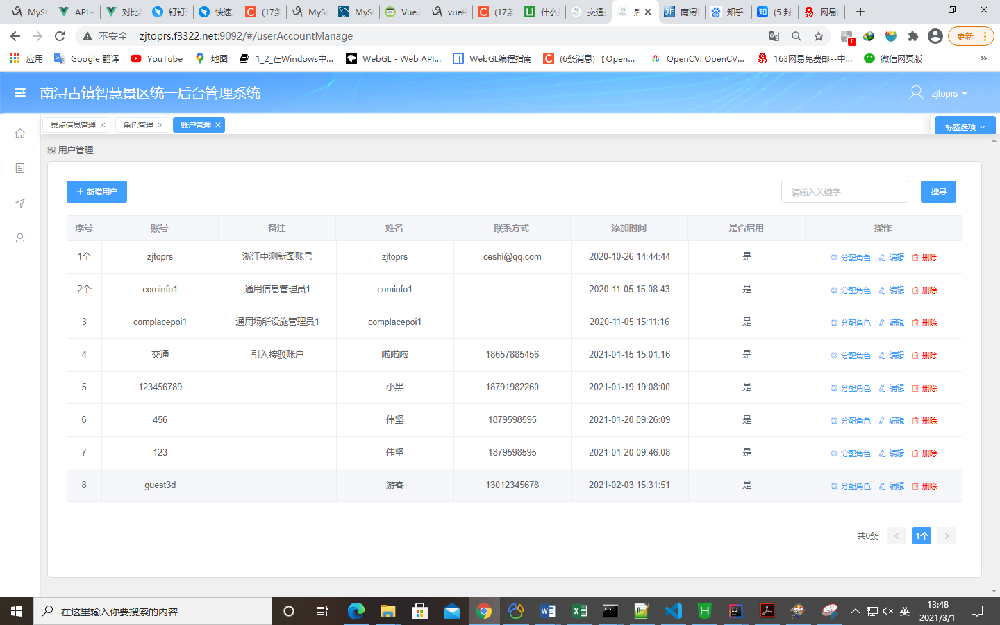 MyS
API -
对比
钉钉
快速
(17条
MyS
MyS
Vue.
vue中
(17条
什么
交通
后
南浔
知乎
(5 封
网易
不安全
zjtoprs.f3322.net:9092/#/userAccountManage
更新
应用
Google 翻译
YouTube
地图
1_2_在Windows中...
WebGL - Web API...
WebGL编程指南
(6条消息) 【Open...
OpenCV: OpenCV...
163网易免费邮--中...
微信网页版
»
南浔古镇智慧景区统一后台管理系统
zjtoprs
景点信息管理
角色管理
账户管理
标签选项
用户管理
新增用户
请输入关键字
搜寻
序号 账号 备注 姓名 联系方式 添加时间 是否启用 操作
1个 zjtoprs 浙江中测新图账号 zjtoprs ceshi@qq.com 2020-10-26 14:44:44 是 分配角色 编辑 删除
2个 cominfo1 通用信息管理员1 cominfo1 2020-11-05 15:08:43 是 分配角色 编辑 删除
3 complacepoi1 通用场所设施管理员1 complacepoi1 2020-11-05 15:11:16 是 分配角色 编辑 删除
4 交通 引入接驳账户 啦啦啦 18657885456 2021-01-15 15:01:16 是 分配角色 编辑 删除
5 123456789 小黑 18791982260 2021-01-19 19:08:00 是 分配角色 编辑 删除
6 456 伟坚 1879598595 2021-01-20 09:26:09 是 分配角色 编辑 删除
7 123 伟坚 1879598595 2021-01-20 09:46:08 是 分配角色 编辑 删除
8 guest3d 游客 13012345678 2021-02-03 15:31:51 是 分配角色 编辑 删除
共0条
1个
在这里输入你要搜索的内容
英
13:48
2021/3/1